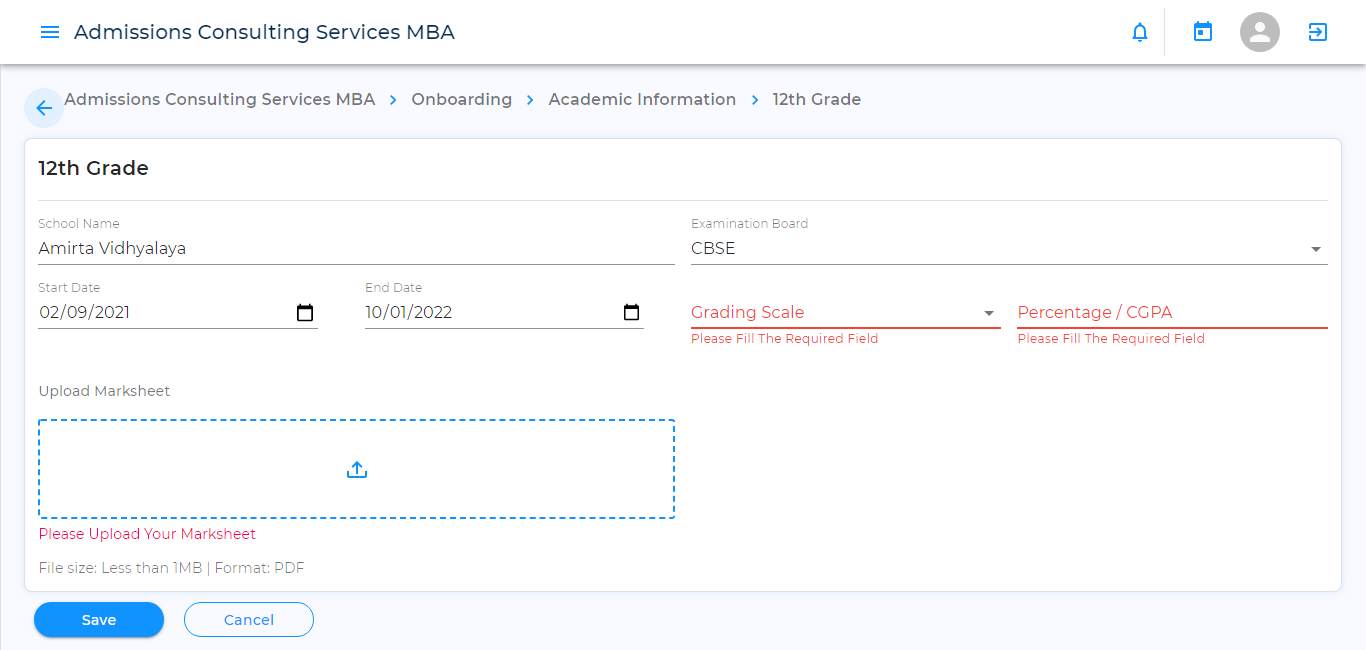 Admissions Consulting Services MBA
Admissions Consulting Services MBA > Onboarding > Academic Information > 12th Grade
12th Grade
School Name
Amirta Vidhyalaya
Examination Board
CBSE
Start Date
02/09/2021
End Date
10/01/2022
Grading Scale
Please Fill The Required Field
Percentage / CGPA
Please Fill The Required Field
Upload Marksheet
Please Upload Your Marksheet
File size: Less than 1MB | Format: PDF
Save
Cancel